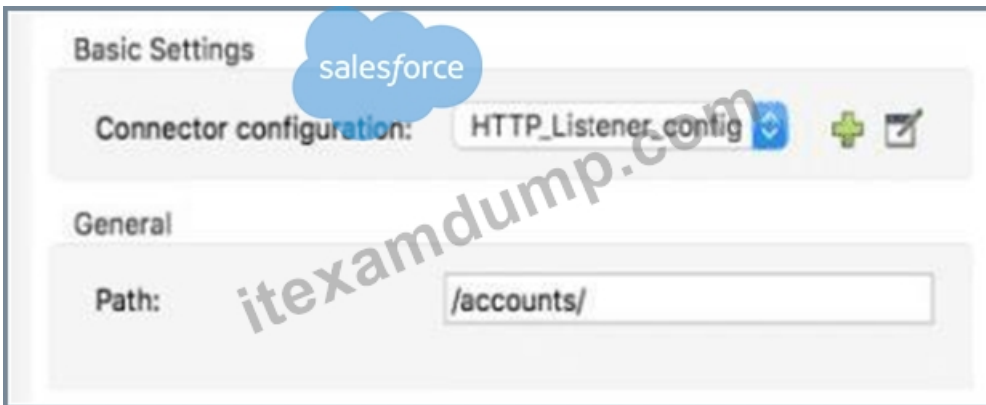 Basic Settings
salesforce
Connector configuration: HTTP_Listener_config
General
Path: /accounts/
itexamdump.com